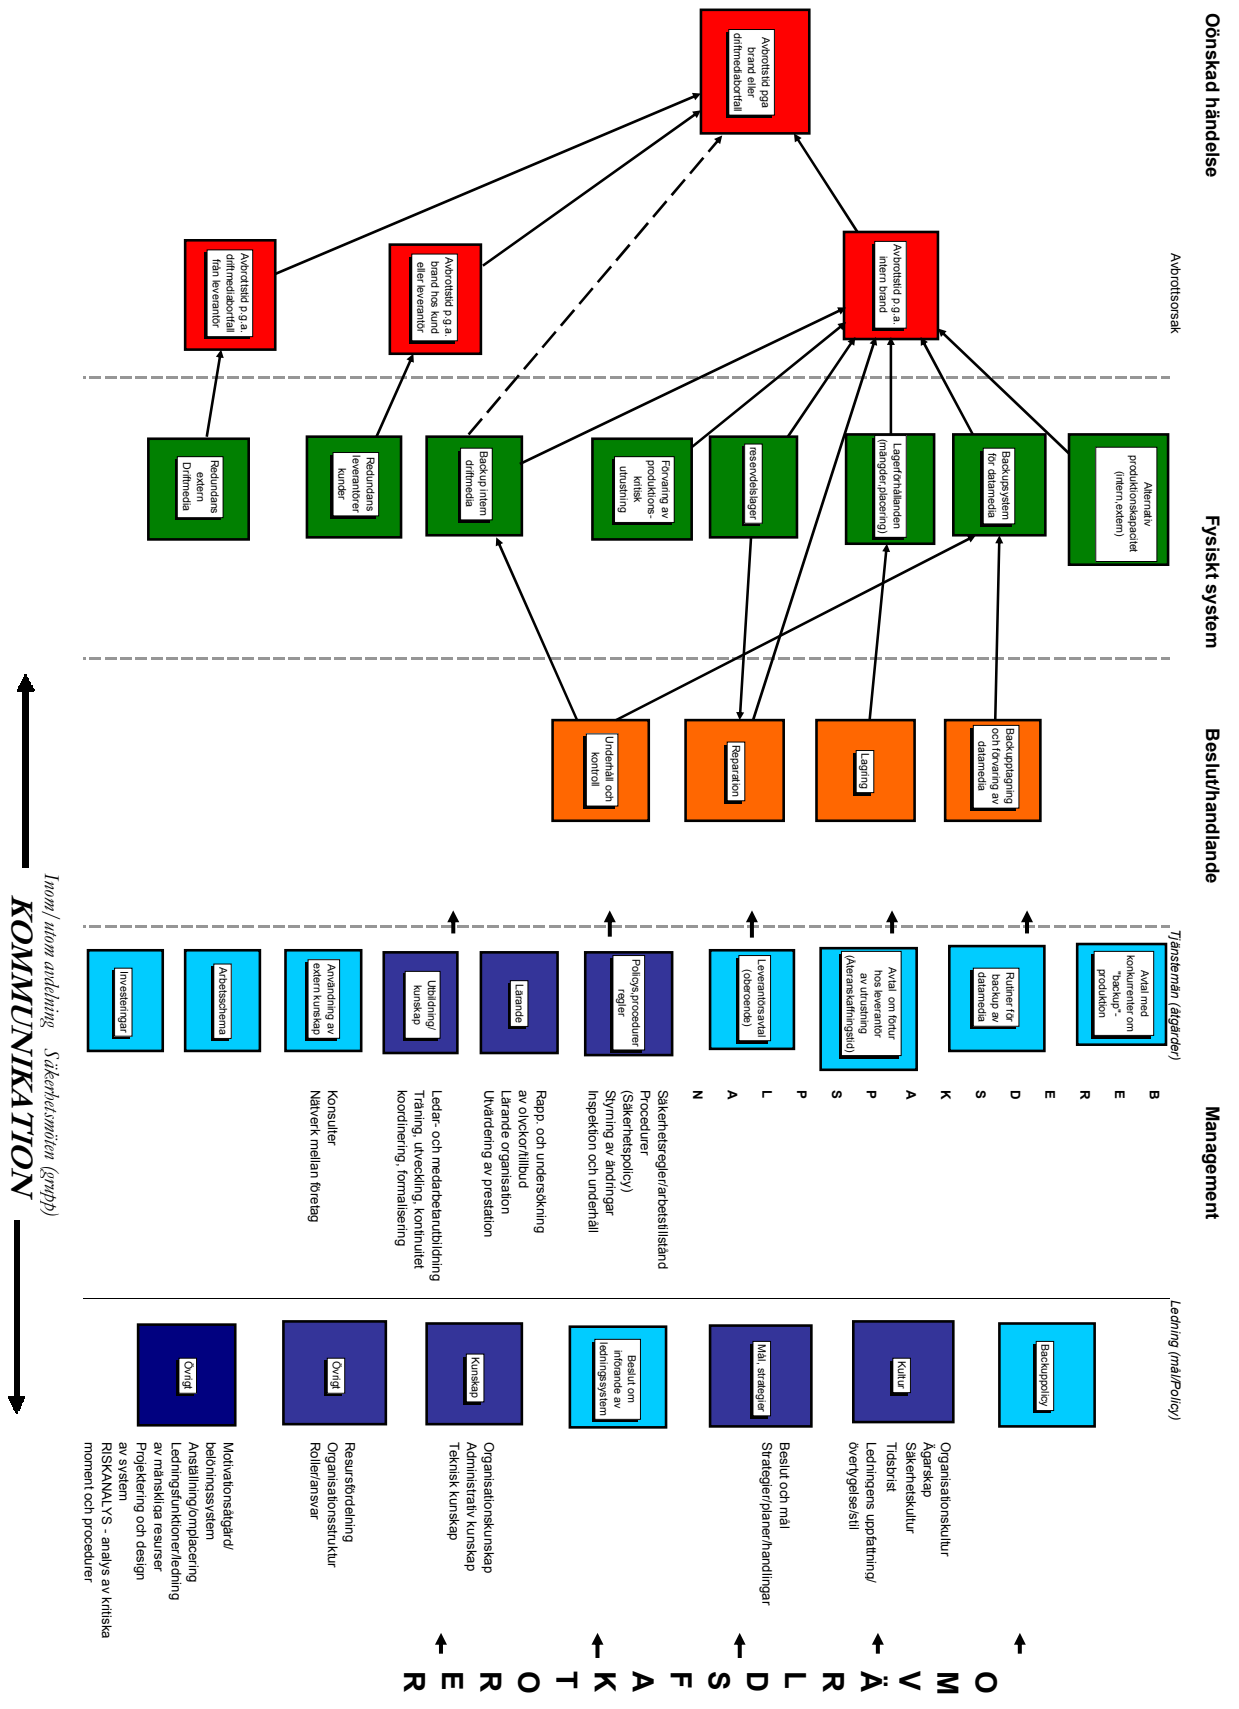 Oönskad händelse
Avbrottstid pga
brand eller
driftmediabortfall
Avbrottsorsak
Avbrottstid p.g.a.
intern brand
Avbrottstid p.g.a.
brand hos kund
eller leverantör
Avbrottstid p.g.a.
driftmediabortfall
från leverantör
Fysiskt system
Alternativ
produktionskapacitet
(intern,extern)
Backupsystem
för datamedia
Lagerförhållanden
(mängder,placering)
reservdelslager
Förvaring av
produktions-
kritisk
utrustning
Backup intern
driftmedia
Redundans
leverantörer
kunder
Redundans
extern
Driftmedia
Beslut/handlande
Backupptagning
och förvaring av
datamedia
Lagring
Reparation
Underhåll och
kontroll
Management
Tjänstemän (åtgärder)
Avtal med
konkurrenter om
"backup"-
produktion
Rutiner för
backup av
datamedia
Avtal om förtur
hos leverantör
av utrustning
(Återanskaffningstid)
Leverantörsavtal
(oberoende)
Policys,procedurer
regler
Lärande
Utbildning/
kunskap
Användning av
extern kunskap
Arbetsschema
Investeringar
B E R E D S K A P S P L A N
Säkerhetsregler/arbetstillstånd
Procedurer
(Säkerhetspolicy)
Styrning av ändringar
Inspektion och underhåll
Rapp. och undersökning
av olyckor/tillbud
Lärande organisation
Utvärdering av prestation
Ledar- och medarbetarutbildning
Träning, utveckling, kontinuitet
koordinering, formalisering
Konsulter
Nätverk mellan företag
Ledning (mål/Policy)
Backuppolicy
Kultur
Mål, strategier
Beslut om
införande av
ledningssystem
Kunskap
Övrigt
Övrigt
Organisationskultur
Ägarskap
Säkerhetskultur
Tidsbrist
Ledningens uppfattning/
övertygelse/stil
Beslut och mål
Strategier/planer/handlingar
Organisationskunskap
Administrativ kunskap
Teknisk kunskap
Resursfördelning
Organisationsstruktur
Roller/ansvar
Motivationsåtgärd/
belöningssystem
Anställning/omplacering
Ledningsfunktioner/ledning
av mänskliga resurser
Projektering och design
av system
RISKANALYS - analys av kritiska
moment och procedurer
O M V Ä R L D S F A K T O R E R
Inom/utom avdelning Säkerhetsmöten (grupp)
KOMMUNIKATION